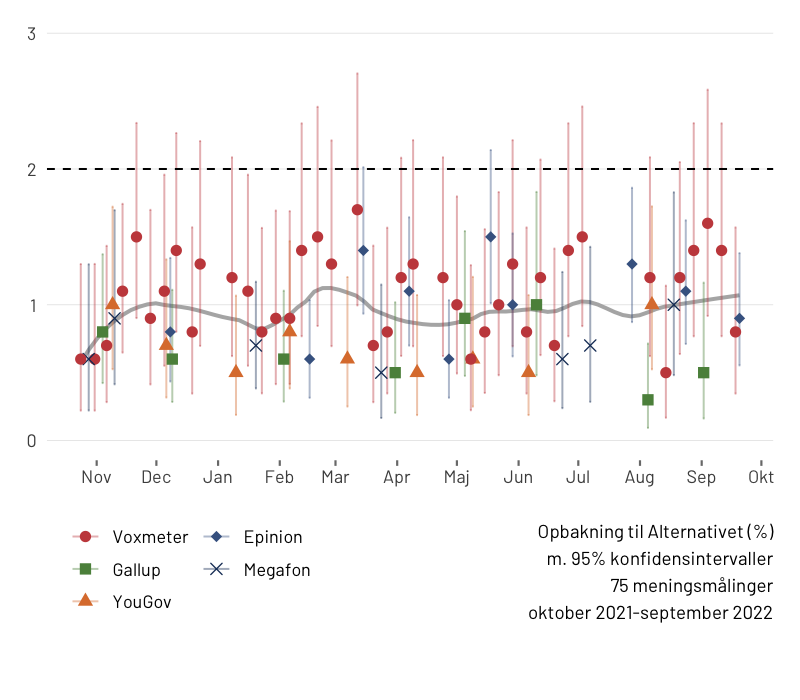 3
2
1
0
Nov Dec Jan Feb Mar Apr Maj Jun Jul Aug Sep Okt
Voxmeter Epinion
Gallup Megafon
YouGov
Opbakning til Alternativet (%)
m. 95% konfidensintervaller
75 meningsmålinger
oktober 2021-september 2022